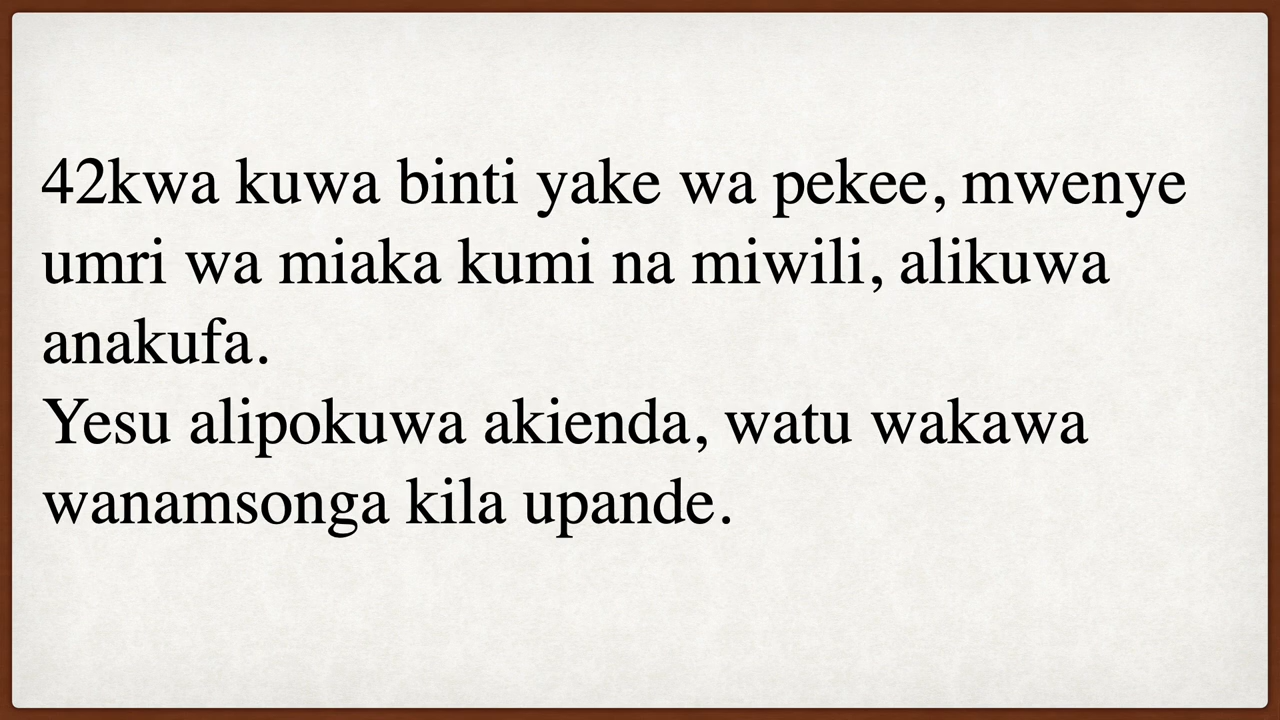 42kwa kuwa binti yake wa pekee, mwenye
umri wa miaka kumi na miwili, alikuwa
anakufa.
Yesu alipokuwa akienda, watu wakawa
wanamsonga kila upande.